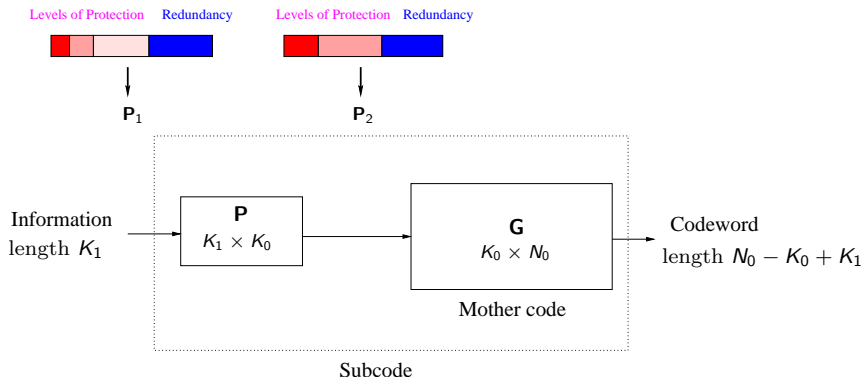 Levels of Protection Redundancy Levels of Protection Redundancy
P₁ P₂
Information
length K₁
P
K₁ × K₀
G
K₀ × N₀
Mother code
Codeword
length N₀ − K₀ + K₁
Subcode